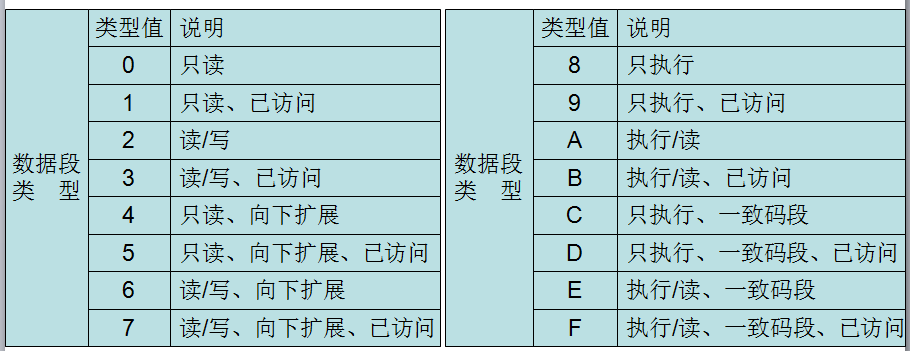 数据段
类 型
类型值 说明
0 只读
1 只读、已访问
2 读/写
3 读/写、已访问
4 只读、向下扩展
5 只读、向下扩展、已访问
6 读/写、向下扩展
7 读/写、向下扩展、已访问
数据段
类 型
类型值 说明
8 只执行
9 只执行、已访问
A 执行/读
B 执行/读、已访问
C 只执行、一致码段
D 只执行、一致码段、已访问
E 执行/读、一致码段
F 执行/读、一致码段、已访问